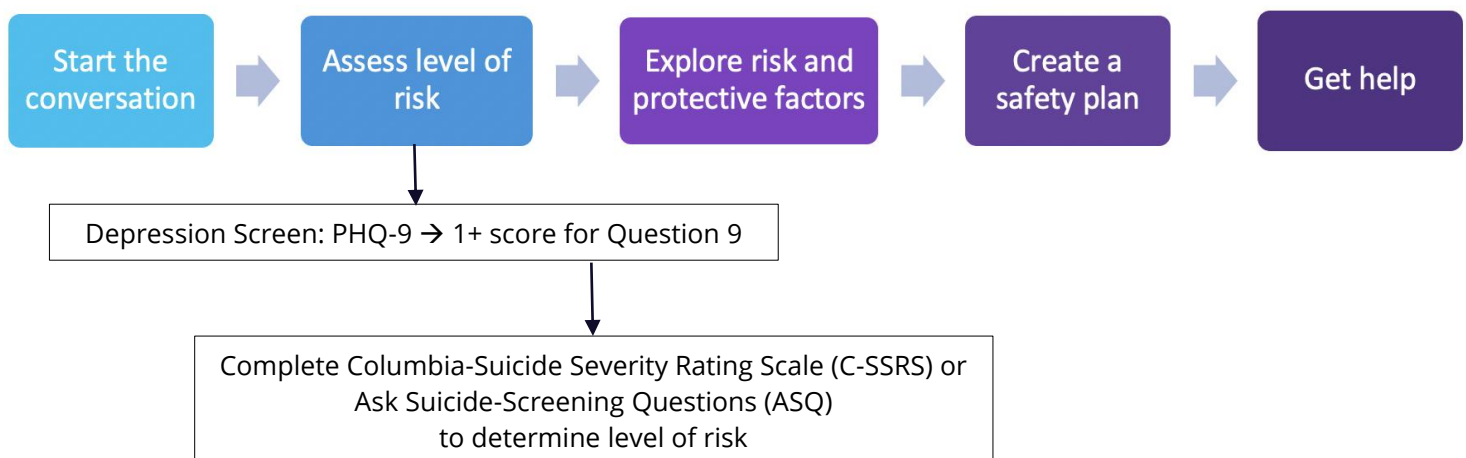 Start the
conversation
Assess level of
risk
Explore risk and
protective factors
Create a
safety plan
Get help
Depression Screen: PHQ-9 → 1+ score for Question 9
Complete Columbia-Suicide Severity Rating Scale (C-SSRS) or
Ask Suicide-Screening Questions (ASQ)
to determine level of risk